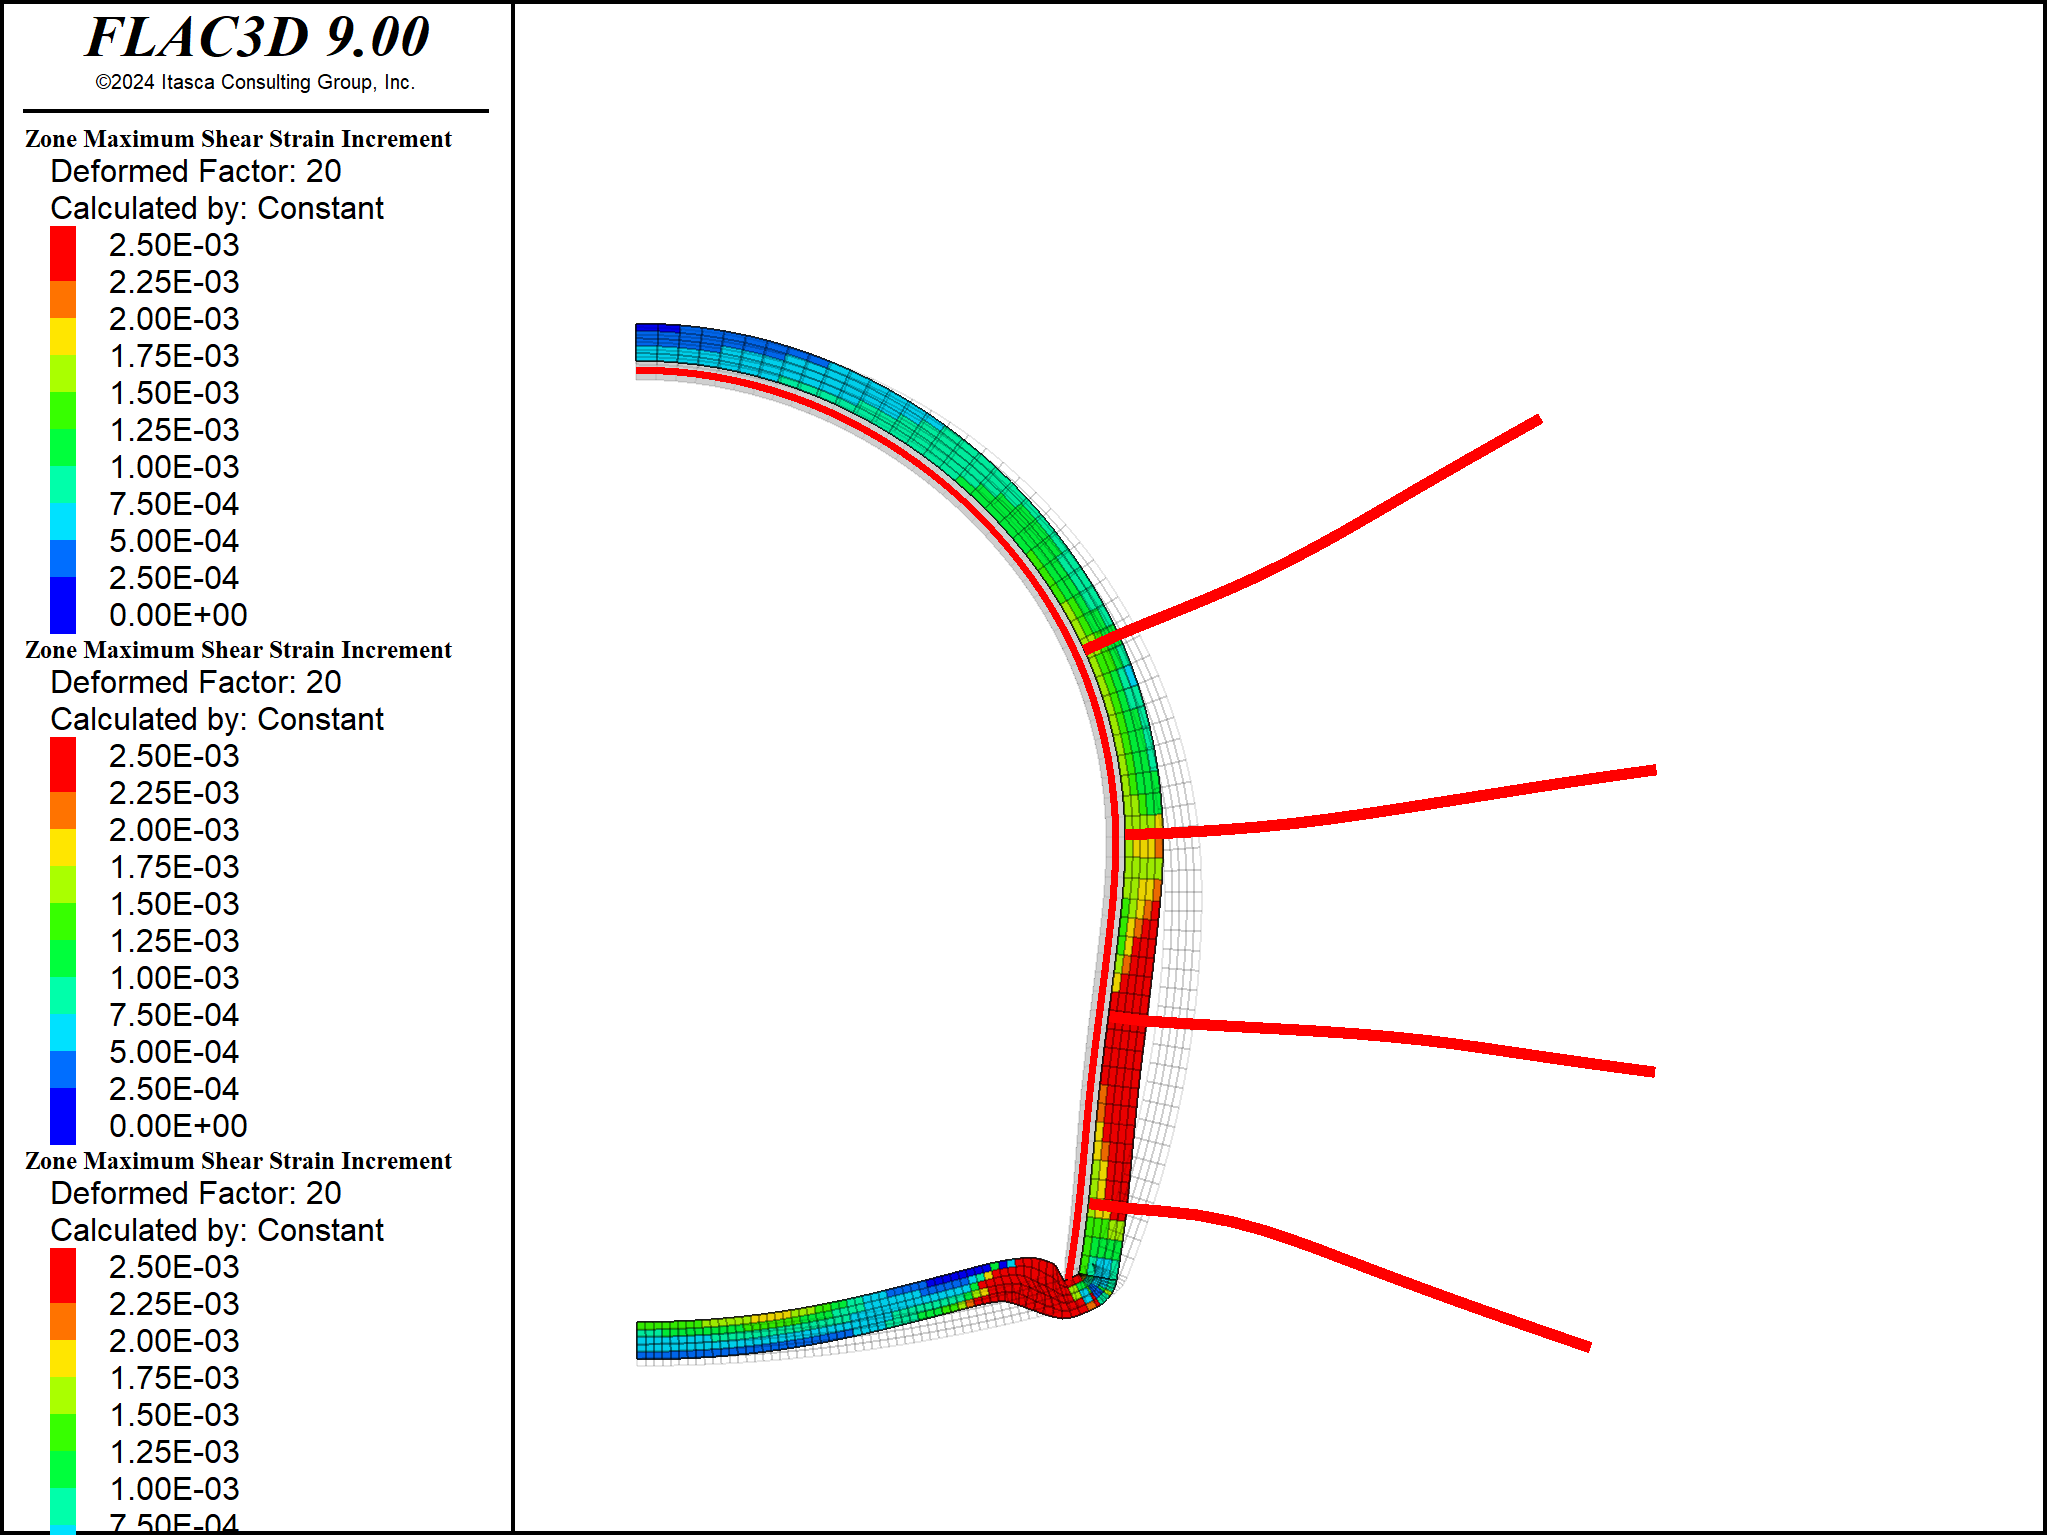 FLAC3D 9.00
©2024 Itasca Consulting Group, Inc.
Zone Maximum Shear Strain Increment
Deformed Factor: 20
Calculated by: Constant
2.50E-03
2.25E-03
2.00E-03
1.75E-03
1.50E-03
1.25E-03
1.00E-03
7.50E-04
5.00E-04
2.50E-04
0.00E+00
Zone Maximum Shear Strain Increment
Deformed Factor: 20
Calculated by: Constant
2.50E-03
2.25E-03
2.00E-03
1.75E-03
1.50E-03
1.25E-03
1.00E-03
7.50E-04
5.00E-04
2.50E-04
0.00E+00
Zone Maximum Shear Strain Increment
Deformed Factor: 20
Calculated by: Constant
2.50E-03
2.25E-03
2.00E-03
1.75E-03
1.50E-03
1.25E-03
1.00E-03
7.50E-04